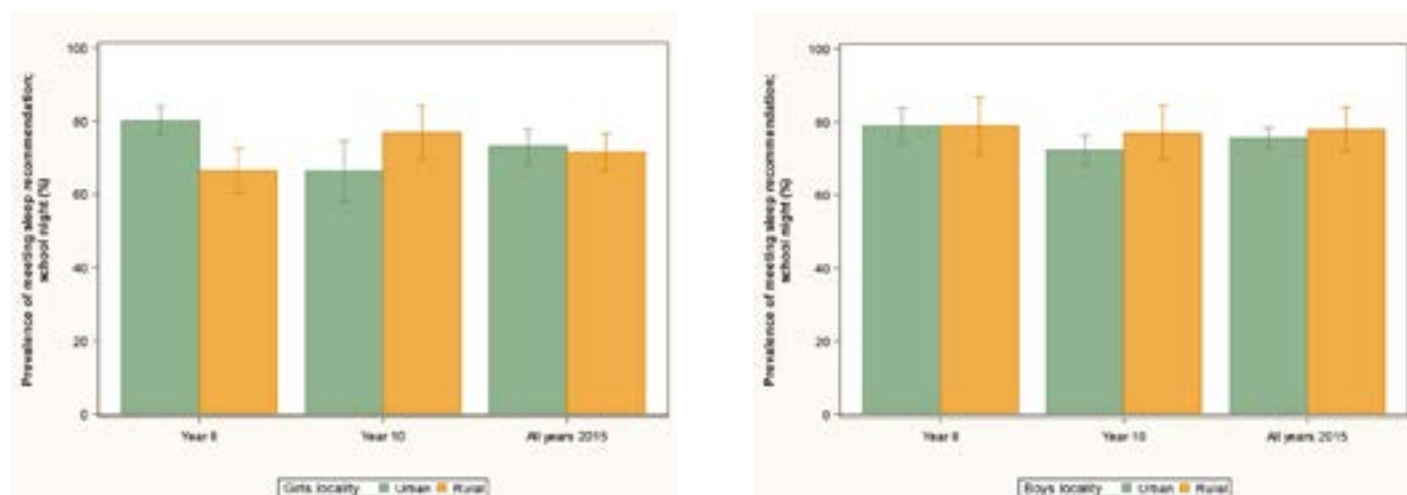 Prevalence of meeting sleep recommendation;
school night (%)
100
80
60
40
20
0
Year 8
Year 10
All years 2015
Girls locality
Urban
Rural
Prevalence of meeting sleep recommendation;
school night (%)
100
80
60
40
20
0
Year 8
Year 10
All years 2015
Boys locality
Urban
Rural